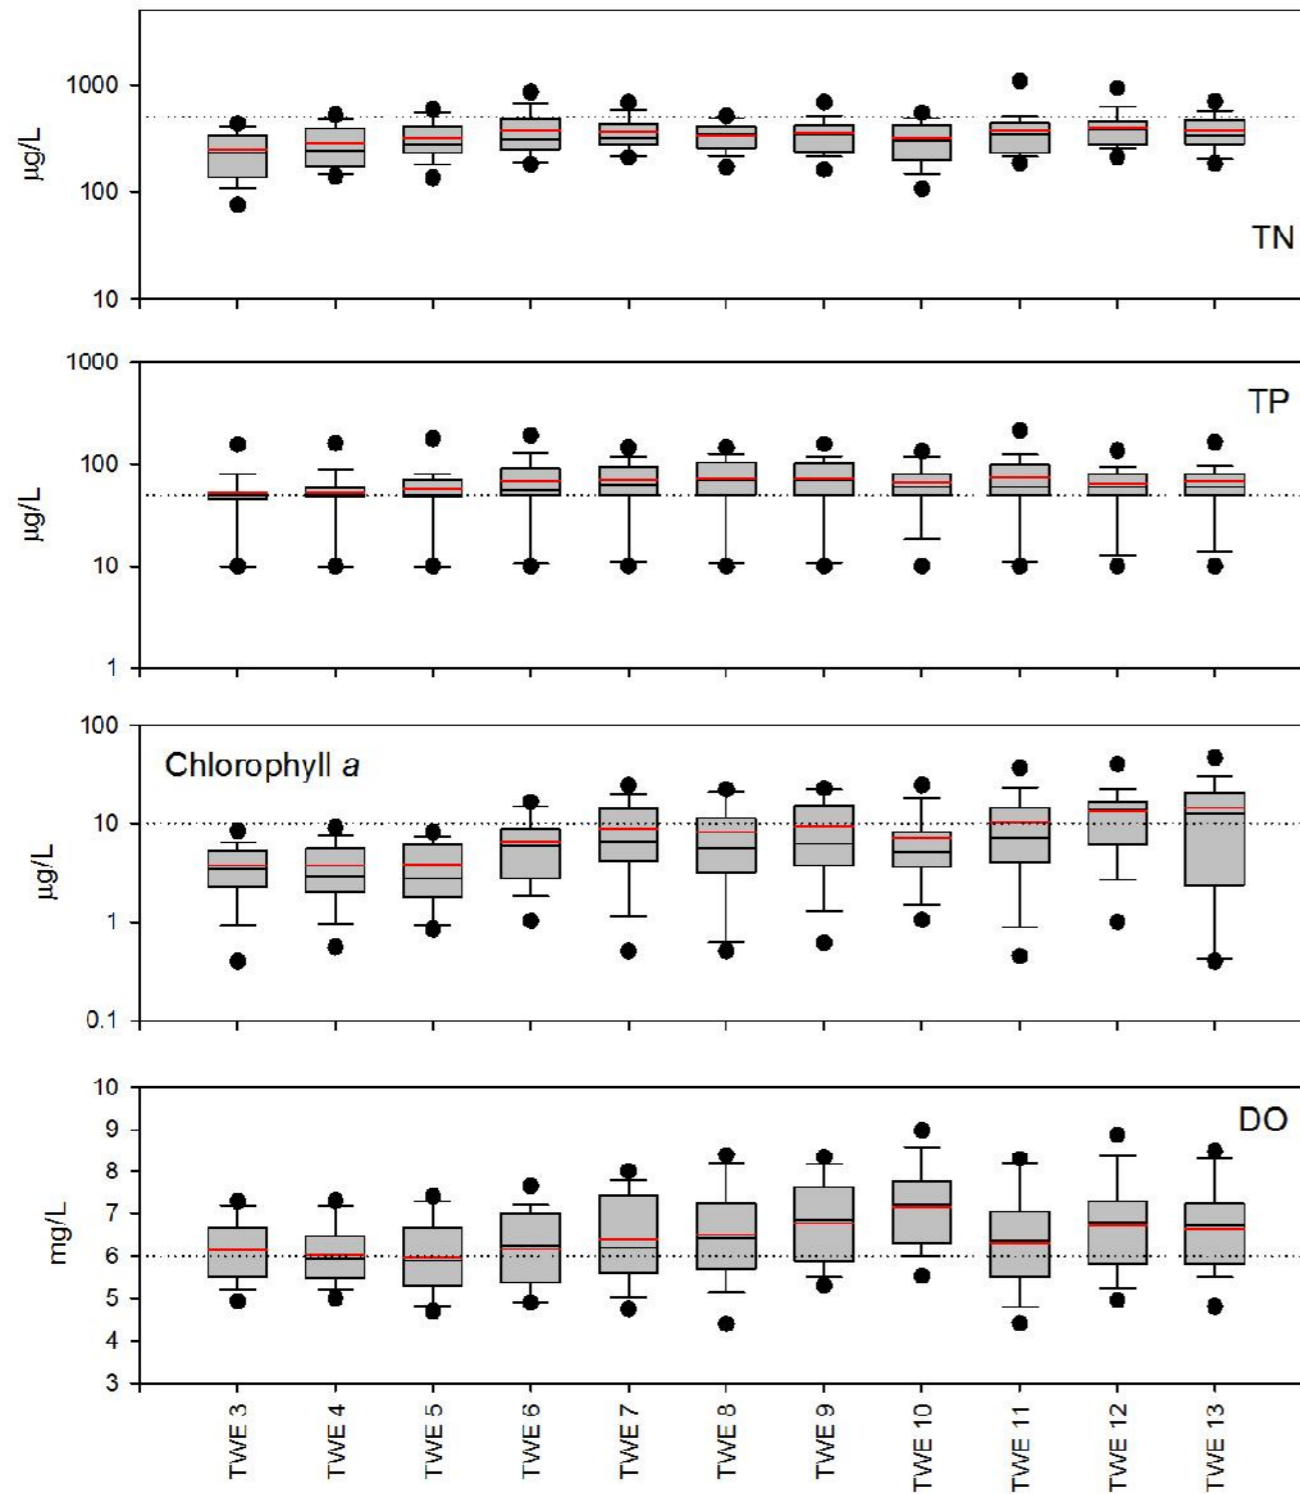 1000
µg/L
100
TN
10
1000
TP
µg/L
100
10
1
100
Chlorophyll a
µg/L
10
1
0.1
10
DO
9
8
7
mg/L
6
5
4
3
TWE 3
TWE 4
TWE 5
TWE 6
TWE 7
TWE 8
TWE 9
TWE 10
TWE 11
TWE 12
TWE 13